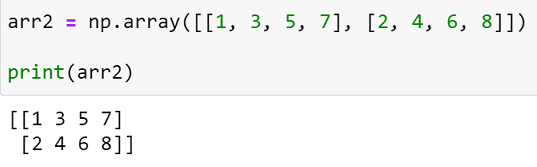 arr2 = np.array([[1, 3, 5, 7], [2, 4, 6, 8]])
print(arr2)
[[1 3 5 7]
 [2 4 6 8]]